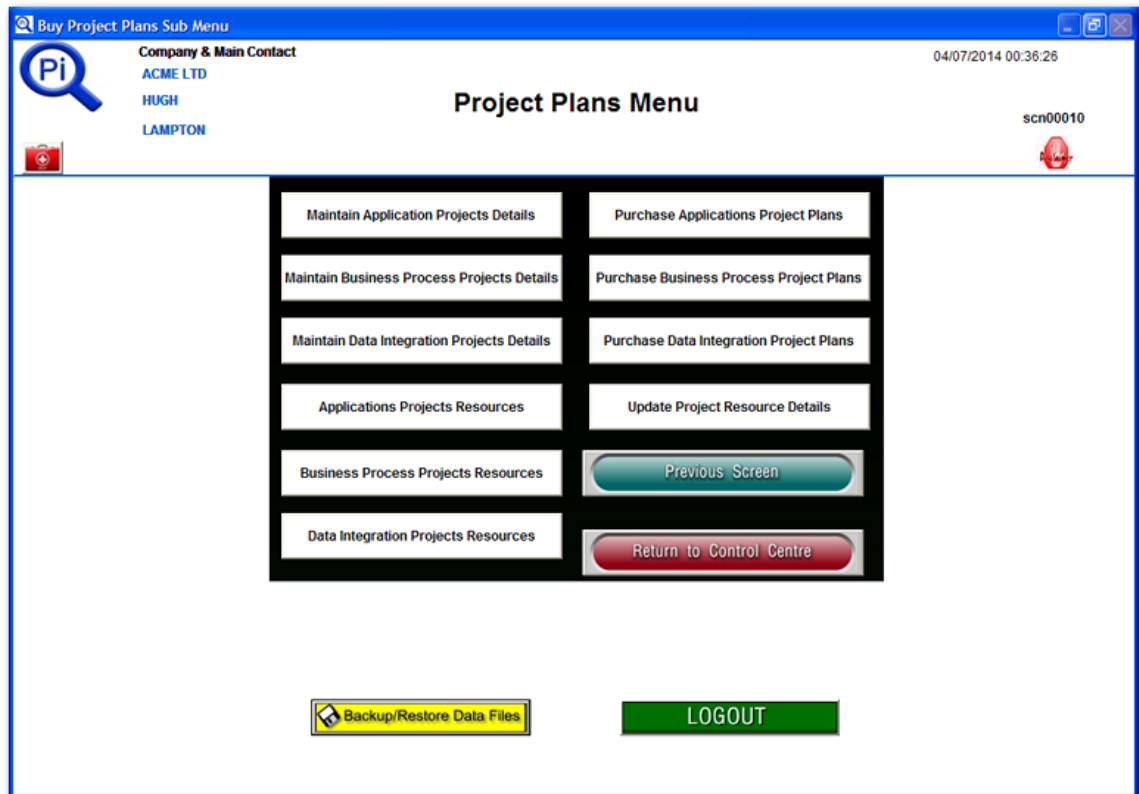 Buy Project Plans Sub Menu
Pi
Company & Main Contact
ACME LTD
HUGH
LAMPTON
Project Plans Menu
04/07/2014 00:36:26
scn00010
Maintain Application Projects Details
Purchase Applications Project Plans
Maintain Business Process Projects Details
Purchase Business Process Project Plans
Maintain Data Integration Projects Details
Purchase Data Integration Project Plans
Applications Projects Resources
Update Project Resource Details
Business Process Projects Resources
Previous Screen
Data Integration Projects Resources
Return to Control Centre
Backup/Restore Data Files
LOGOUT